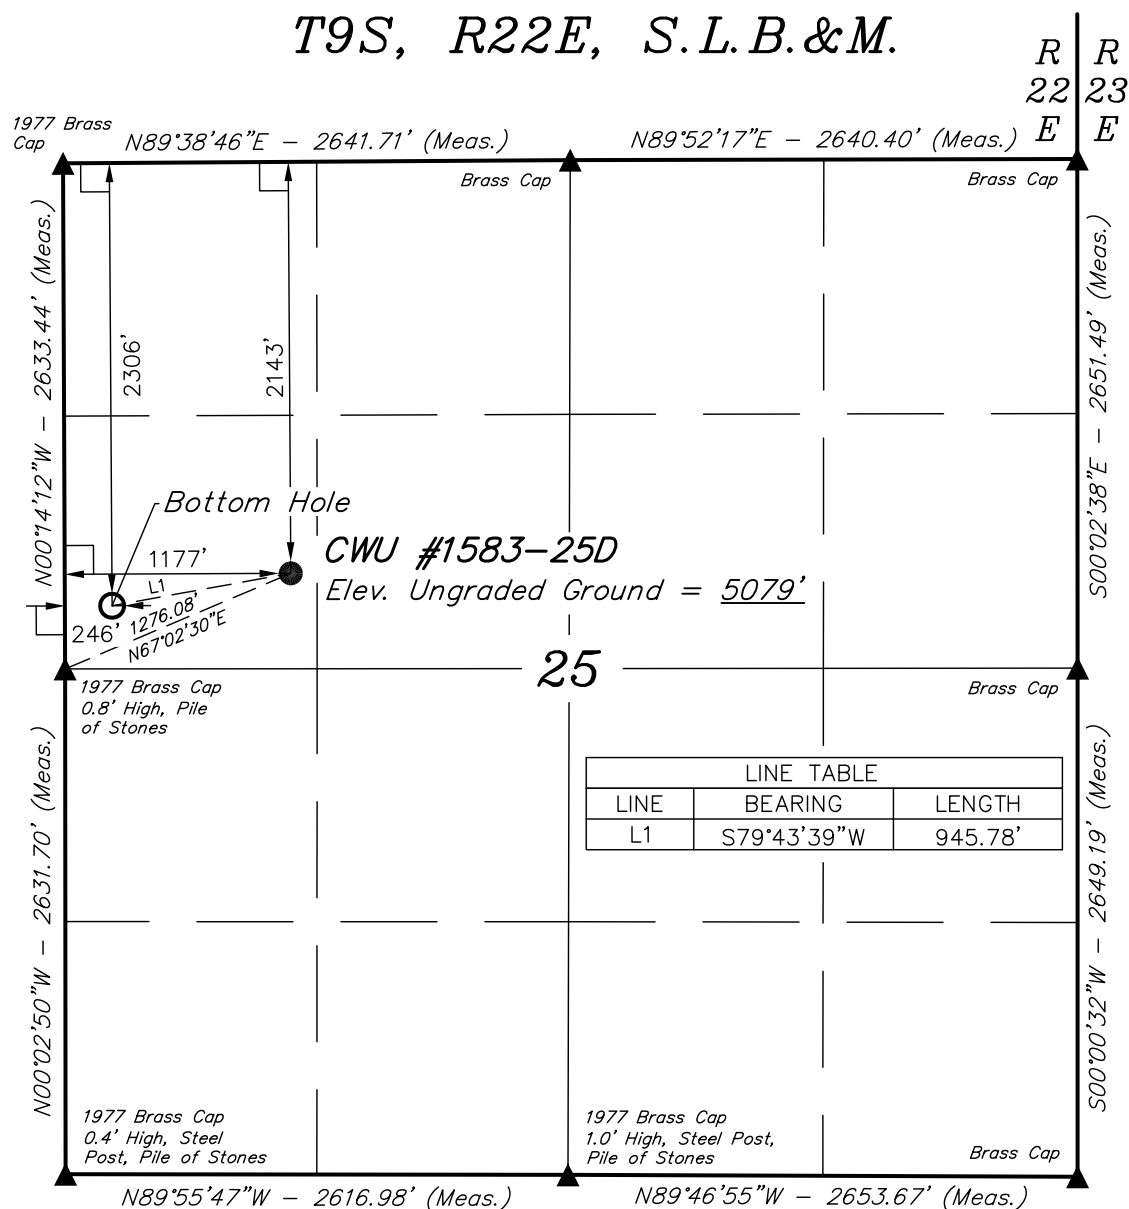 T9S, R22E, S.L.B.&M.
R R
22 23
E E
1977 Brass
Cap
N89°38'46"E – 2641.71' (Meas.)
N89°52'17"E – 2640.40' (Meas.)
Brass Cap
Brass Cap
N00°14'12"W – 2633.44' (Meas.)
S00°02'38"E – 2651.49' (Meas.)
2306'
2143'
Bottom Hole
1177'
CWU #1583-25D
Elev. Ungraded Ground = 5079'
L1
1276.08'
N67°02'30"E
246'
25
1977 Brass Cap
0.8' High, Pile
of Stones
Brass Cap
LINE TABLE
LINE BEARING LENGTH
L1 S79°43'39"W 945.78'
N00°02'50"W – 2631.70' (Meas.)
S00°00'32"W – 2649.19' (Meas.)
1977 Brass Cap
0.4' High, Steel
Post, Pile of Stones
1977 Brass Cap
1.0' High, Steel Post,
Pile of Stones
Brass Cap
N89°55'47"W – 2616.98' (Meas.)
N89°46'55"W – 2653.67' (Meas.)